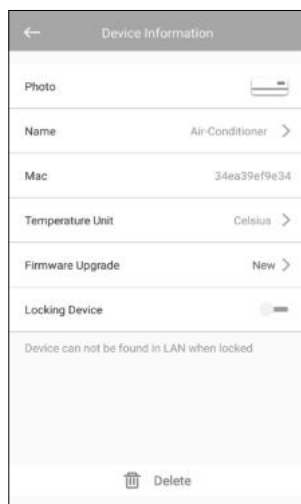 Device Information
Photo
Name Air-Conditioner
Mac 34ea39ef9e34
Temperature Unit Celsius
Firmware Upgrade New
Locking Device
Device can not be found in LAN when locked
Delete